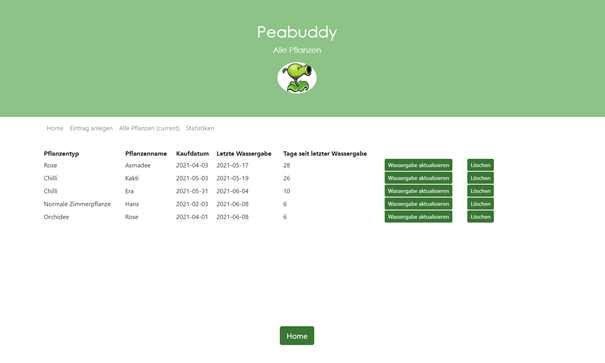 Peabuddy
Alle Pflanzen
Home Eintrag anlegen Alle Pflanzen (current) Statistiken
Pflanzentyp Pflanzenname Kaufdatum Letzte Wassergabe Tage seit letzter Wassergabe
Rose Asmadee 2021-04-03 2021-05-17 28 Wassergabe aktualisieren Löschen
Chilli Kakti 2021-05-03 2021-05-19 26 Wassergabe aktualisieren Löschen
Chilli Era 2021-05-31 2021-06-04 10 Wassergabe aktualisieren Löschen
Normale Zimmerpflanze Hans 2021-02-03 2021-06-08 6 Wassergabe aktualisieren Löschen
Orchidee Rose 2021-04-01 2021-06-08 6 Wassergabe aktualisieren Löschen
Home